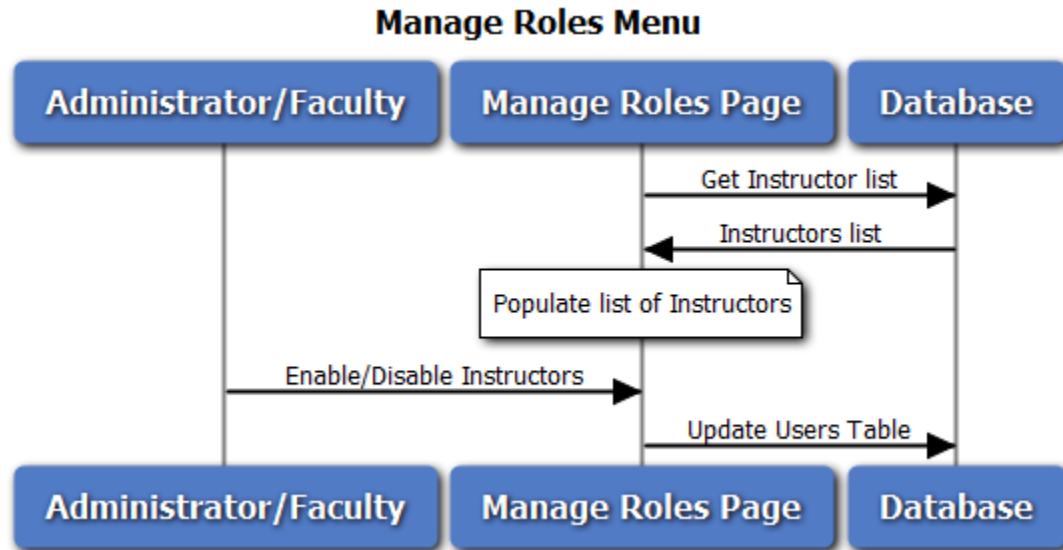 Manage Roles Menu
Administrator/Faculty
Manage Roles Page
Database
Get Instructor list
Instructors list
Populate list of Instructors
Enable/Disable Instructors
Update Users Table
Administrator/Faculty
Manage Roles Page
Database